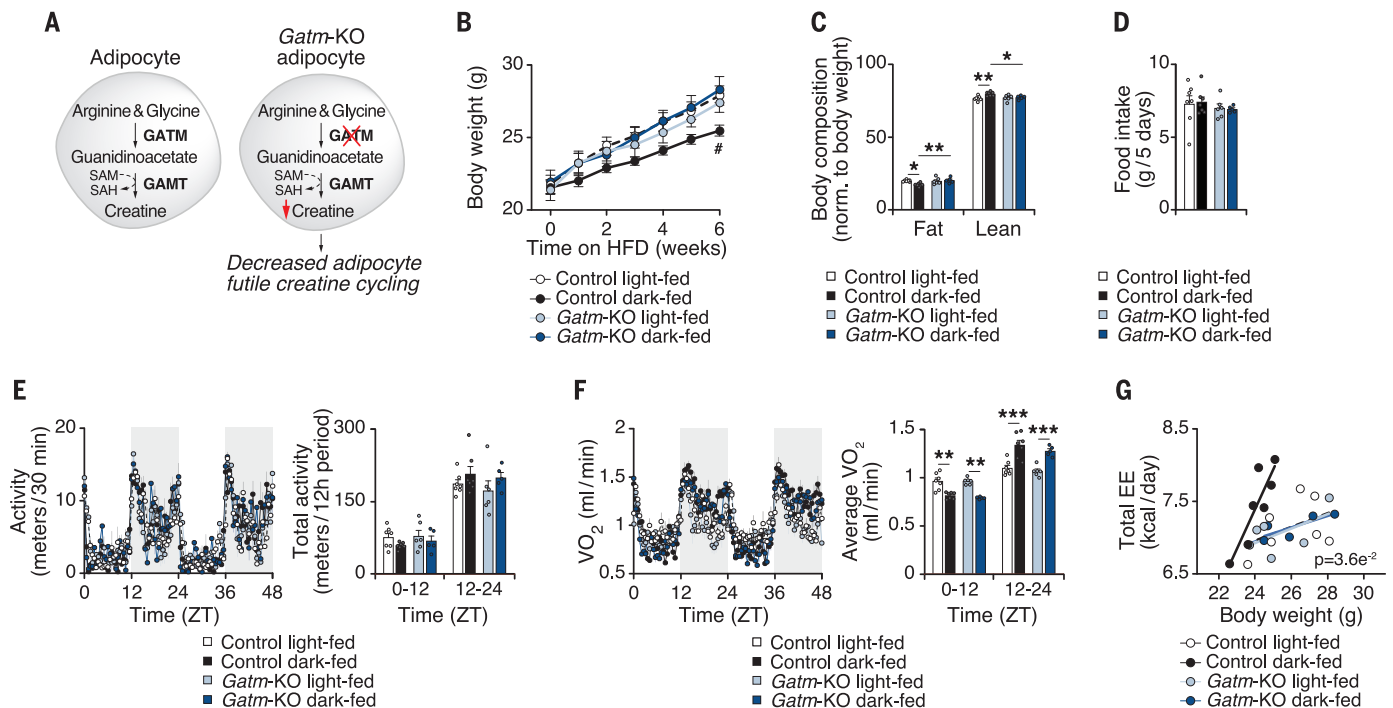 A
Adipocyte
Arginine & Glycine
GATM
Guanidinoacetate
SAM
SAH
GAMT
Creatine
Gatm-KO
adipocyte
Arginine & Glycine
GATM
Guanidinoacetate
SAM
SAH
GAMT
Creatine
Decreased adipocyte
futile creatine cycling
B
Body weight (g)
30
25
20
0
2
4
6
#
Time on HFD (weeks)
Control light-fed
Control dark-fed
Gatm-KO light-fed
Gatm-KO dark-fed
C
Body composition
(norm. to body weight)
100
50
0
*
**
**
*
Fat
Lean
Control light-fed
Control dark-fed
Gatm-KO light-fed
Gatm-KO dark-fed
D
Food intake
(g/5 days)
10
5
0
Control light-fed
Control dark-fed
Gatm-KO light-fed
Gatm-KO dark-fed
E
Activity
(meters/30 min)
20
10
0
0
12
24
36
48
Time (ZT)
Total activity
(meters/12h period)
300
150
0
0-12
12-24
Time (ZT)
Control light-fed
Control dark-fed
Gatm-KO light-fed
Gatm-KO dark-fed
F
VO2 (ml/min)
2
1.5
1
0.5
0
12
24
36
48
Time (ZT)
Average VO2
(ml/min)
1.5
1
0.5
0
**
**
***
***
0-12
12-24
Time (ZT)
Control light-fed
Control dark-fed
Gatm-KO light-fed
Gatm-KO dark-fed
G
Total EE
(kcal/day)
8.5
7.5
6.5
p=3.6e-2
22
24
26
28
30
Body weight (g)
Control light-fed
Control dark-fed
Gatm-KO light-fed
Gatm-KO dark-fed